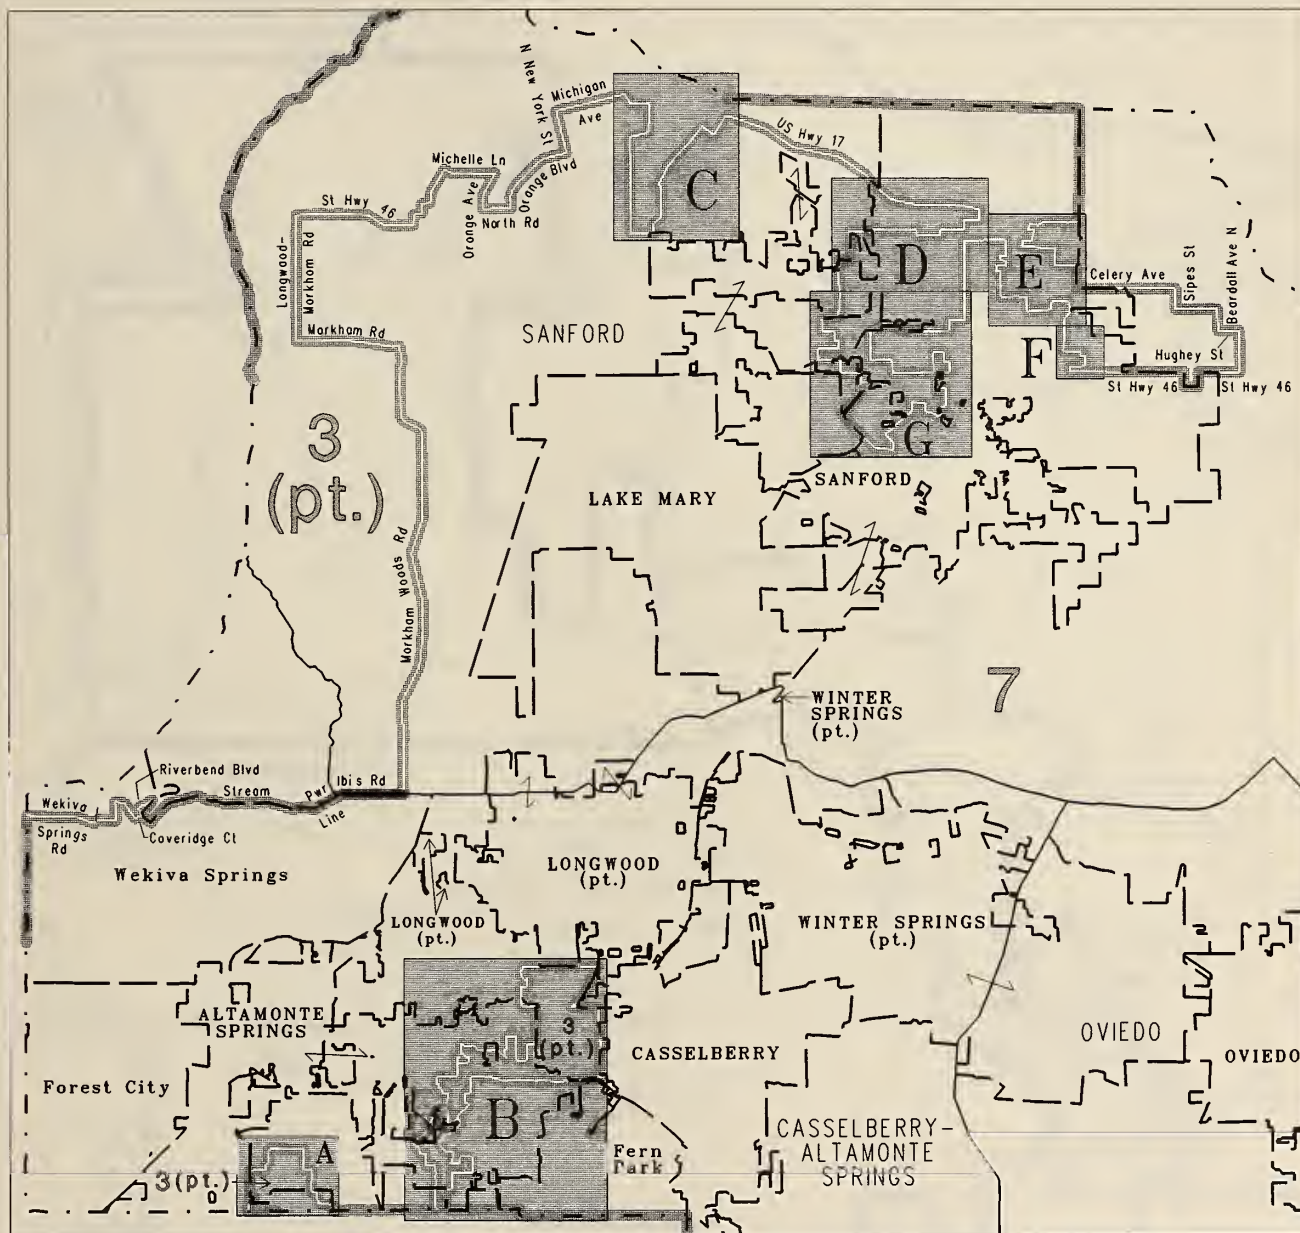 N New York St
Michigan
Ave
US Hwy 17
C
Michelle Ln
Orange Blvd
Orange Ave
North Rd
St Hwy 46
Longwood-
Markham Rd
Markham Rd
D
E
Celery Ave
Sipes St
Beardall Ave N
Hughey St
F
St Hwy 46
St Hwy 46
SANFORD
G
3
(pt.)
LAKE MARY
SANFORD
Markham Woods Rd
7
WINTER
SPRINGS
(pt.)
Riverbend Blvd
Wekiva
Springs
Rd
Stream
Pwr
Line
Ibis Rd
Coveridge Ct
Wekiva Springs
LONGWOOD
(pt.)
LONGWOOD
(pt.)
WINTER SPRINGS
(pt.)
ALTAMONTE
SPRINGS
3
(pt.)
CASSELBERRY
OVIEDO
OVIEDO
Forest City
B
A
3(pt.)
Fern
Park
CASSELBERRY-
ALTAMONTE
SPRINGS